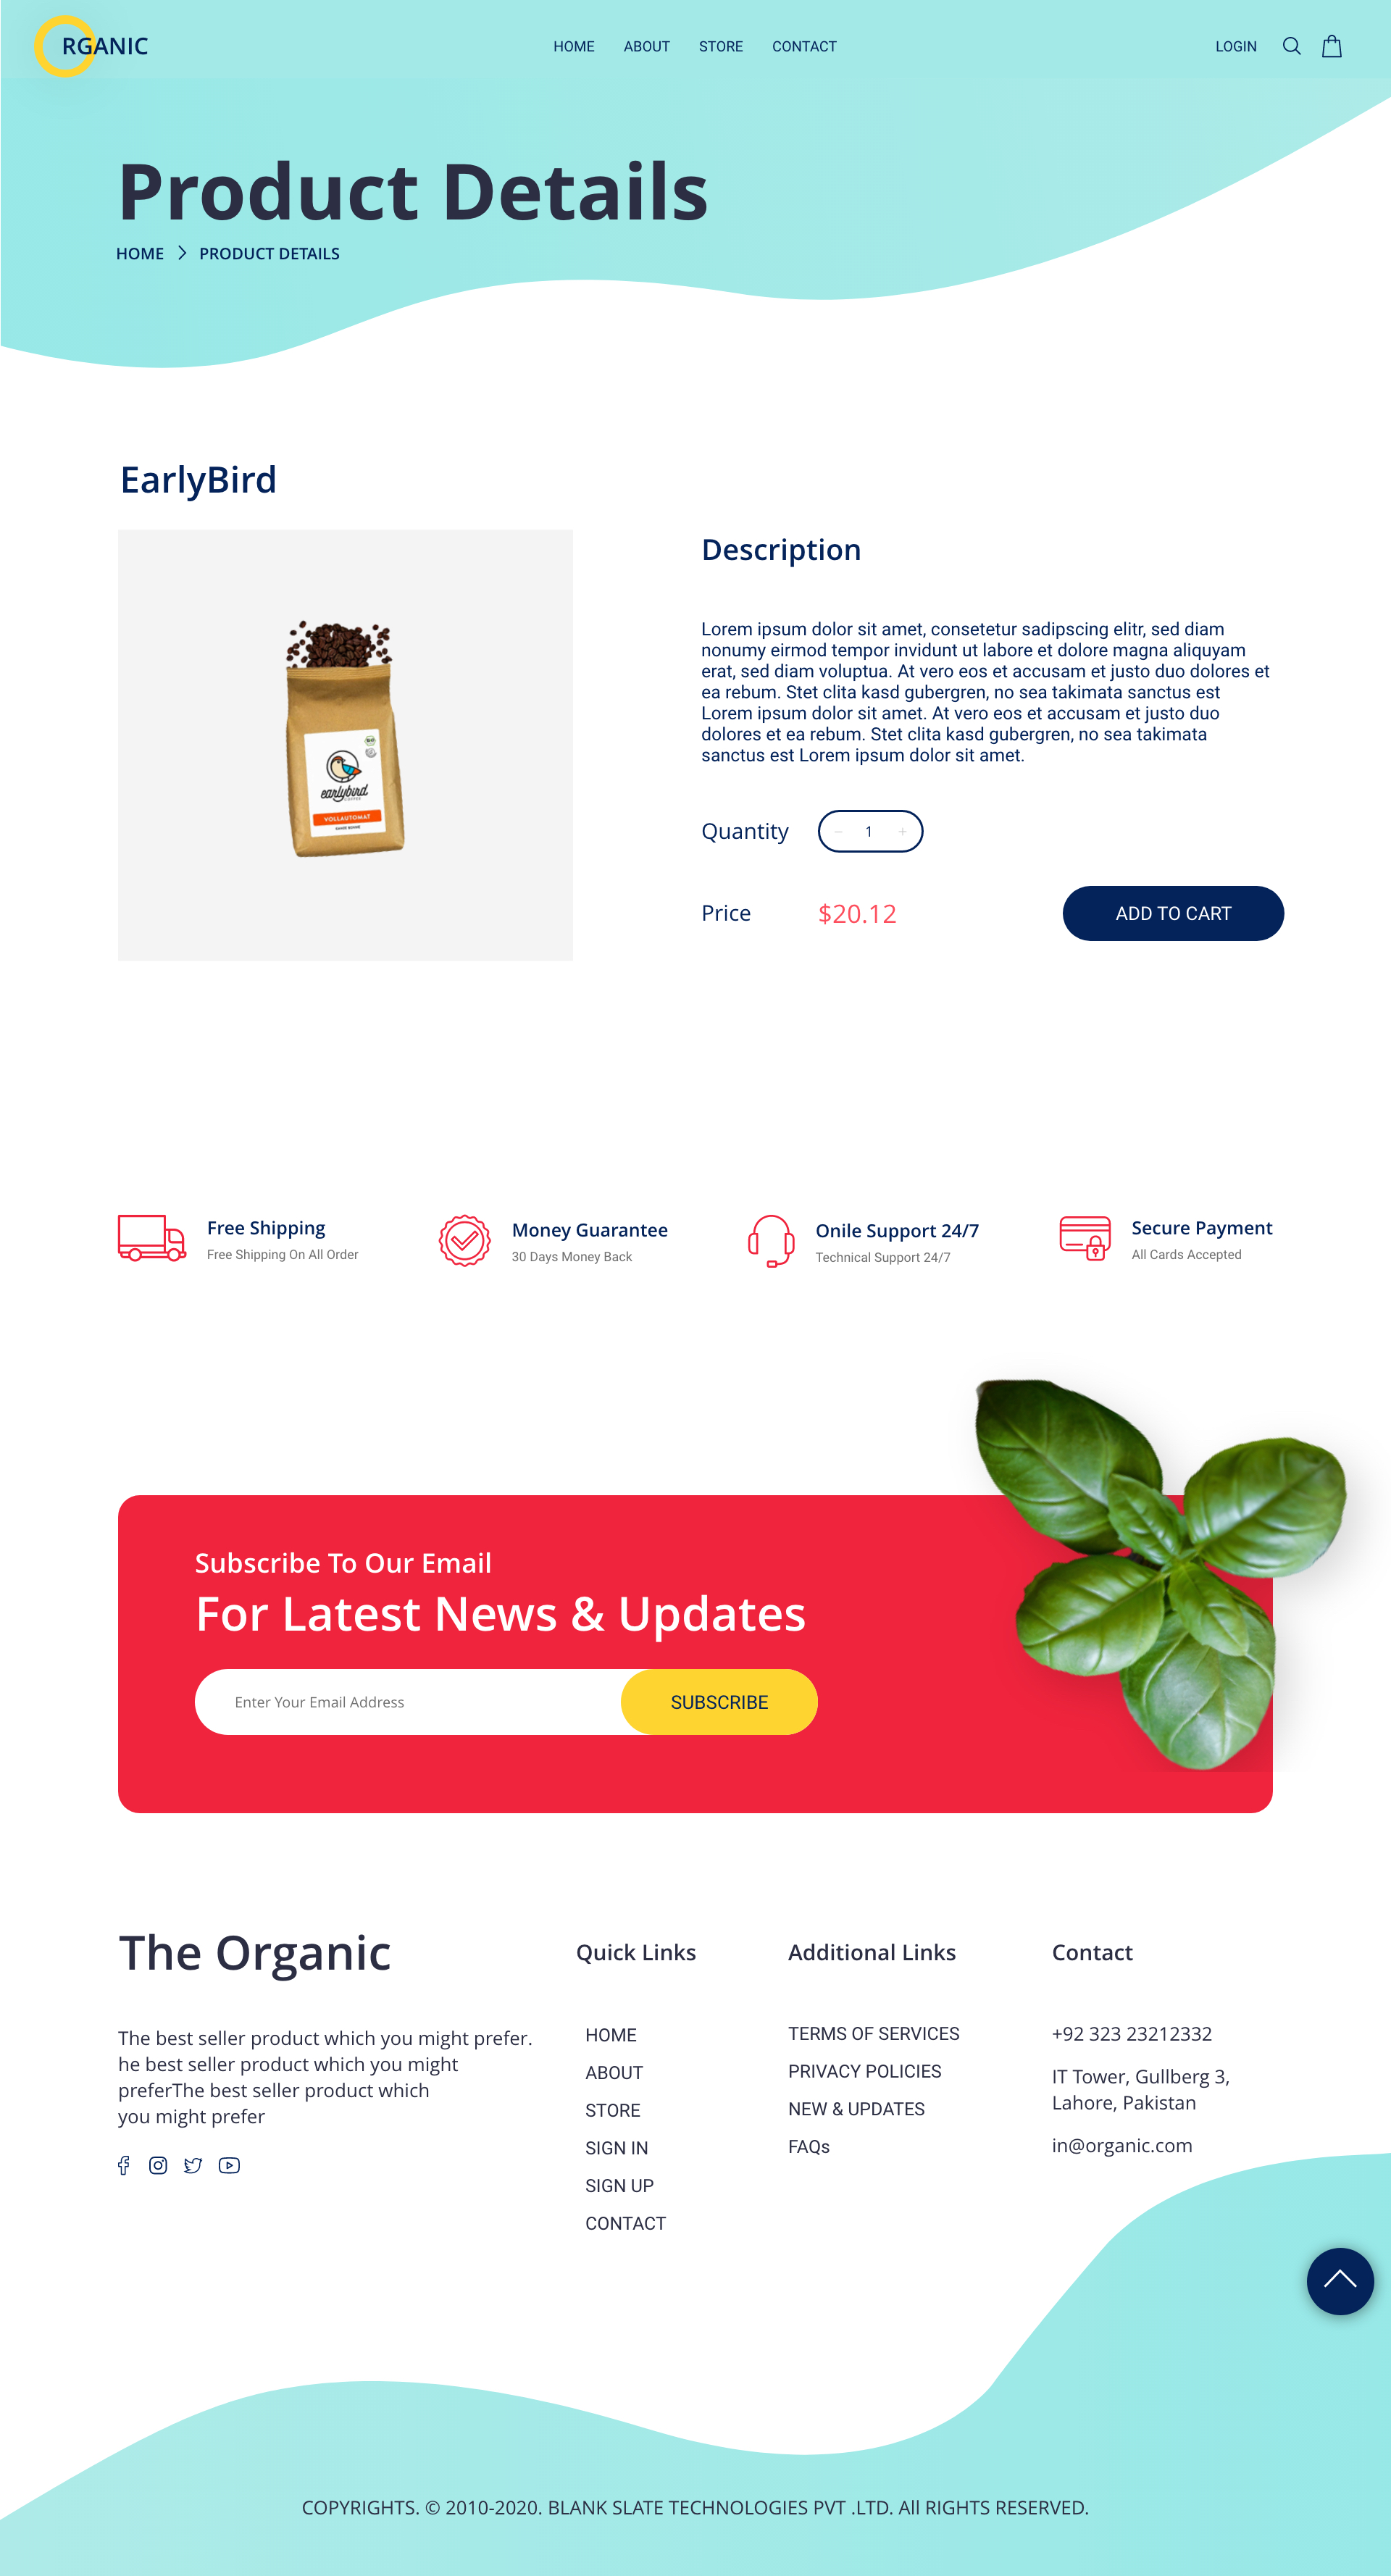 RGANIC
HOME ABOUT STORE CONTACT
LOGIN
Product Details
HOME > PRODUCT DETAILS
EarlyBird
earlybird
COFFEE
VOLLAUTOMAT
GANZE BOHNE
Description
Lorem ipsum dolor sit amet, consetetur sadipscing elitr, sed diam
nonumy eirmod tempor invidunt ut labore et dolore magna aliquyam
erat, sed diam voluptua. At vero eos et accusam et justo duo dolores et
ea rebum. Stet clita kasd gubergren, no sea takimata sanctus est
Lorem ipsum dolor sit amet. At vero eos et accusam et justo duo
dolores et ea rebum. Stet clita kasd gubergren, no sea takimata
sanctus est Lorem ipsum dolor sit amet.
Quantity − 1 +
Price $20.12
ADD TO CART
Free Shipping
Free Shipping On All Order
Money Guarantee
30 Days Money Back
Onile Support 24/7
Technical Support 24/7
Secure Payment
All Cards Accepted
Subscribe To Our Email
For Latest News & Updates
Enter Your Email Address
SUBSCRIBE
The Organic
The best seller product which you might prefer.
he best seller product which you might
preferThe best seller product which
you might prefer
Quick Links
HOME
ABOUT
STORE
SIGN IN
SIGN UP
CONTACT
Additional Links
TERMS OF SERVICES
PRIVACY POLICIES
NEW & UPDATES
FAQs
Contact
+92 323 23212332
IT Tower, Gullberg 3,
Lahore, Pakistan
in@organic.com
COPYRIGHTS. © 2010-2020. BLANK SLATE TECHNOLOGIES PVT .LTD. All RIGHTS RESERVED.